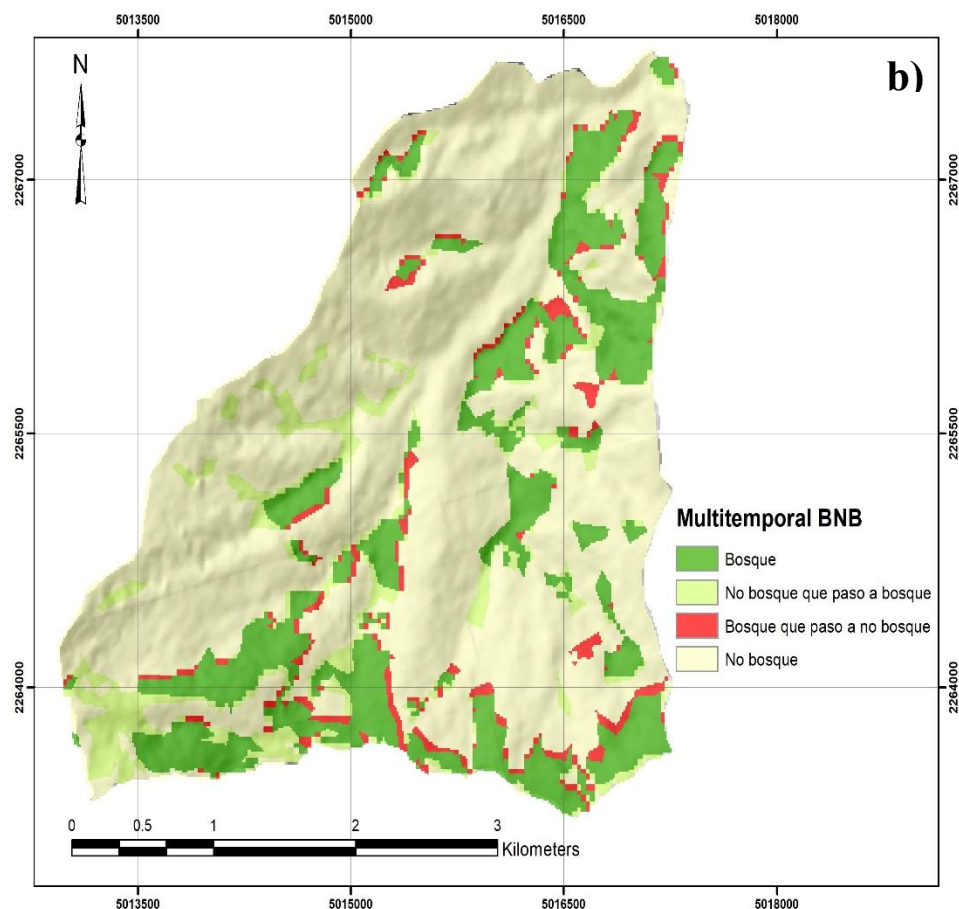 5013500 5015000 5016500 5018000
N
b)
2267000 2267000
2265500 2265500
Multitemporal BNB
Bosque
No bosque que paso a bosque
Bosque que paso a no bosque
No bosque
2264000 2264000
0 0.5 1 2 3
Kilometers
5013500 5015000 5016500 5018000